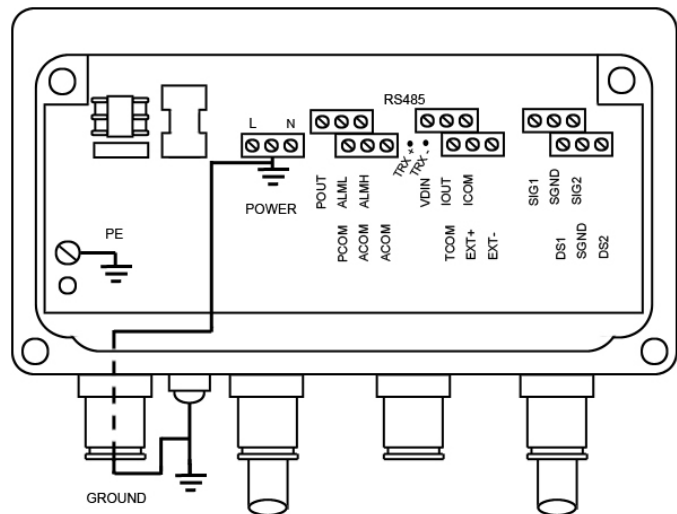 RS485
L N
TRX +
TRX -
POWER
POUT ALML ALMH
VDIN IOUT ICOM
SIG1 SGND SIG2
PE
PCOM ACOM ACOM
TCOM EXT+ EXT-
DS1 SGND DS2
GROUND